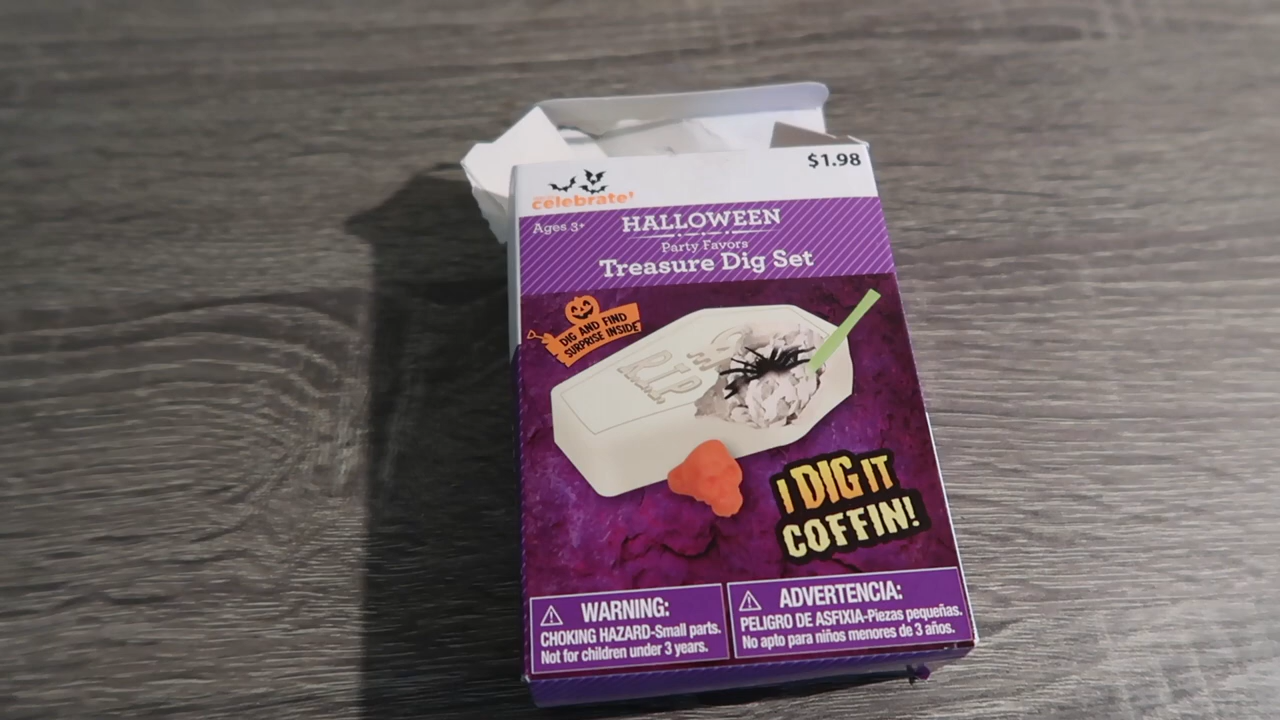 $1.98
celebrate
Ages 3+
HALLOWEEN
Party Favors
Treasure Dig Set
DIG AND FIND
SURPRISE INSIDE
R.I.P.
I DIG IT
COFFIN!
WARNING:
CHOKING HAZARD-Small parts.
Not for children under 3 years.
ADVERTENCIA:
PELIGRO DE ASFIXIA-Piezas pequeñas.
No apto para niños menores de 3 años.